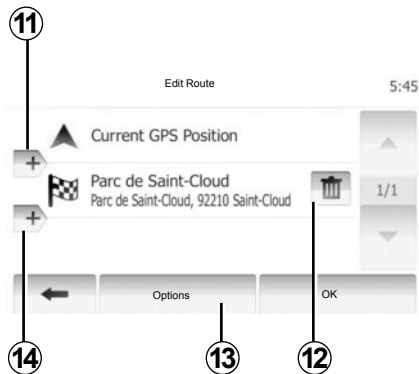 11
Edit Route 5:45
Current GPS Position
+
Parc de Saint-Cloud
Parc de Saint-Cloud, 92210 Saint-Cloud
1/1
+
Options OK
14 13 12